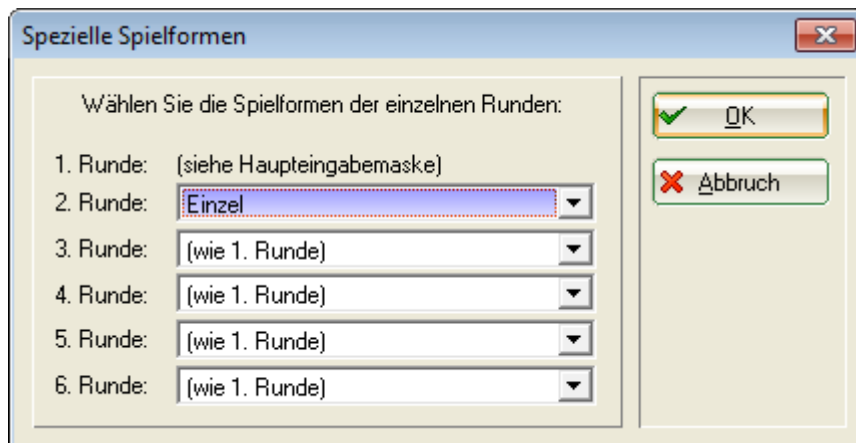 Spezielle Spielformen
Wählen Sie die Spielformen der einzelnen Runden:
1. Runde: (siehe Haupteingabemaske)
2. Runde: Einzel
3. Runde: (wie 1. Runde)
4. Runde: (wie 1. Runde)
5. Runde: (wie 1. Runde)
6. Runde: (wie 1. Runde)
OK
Abbruch